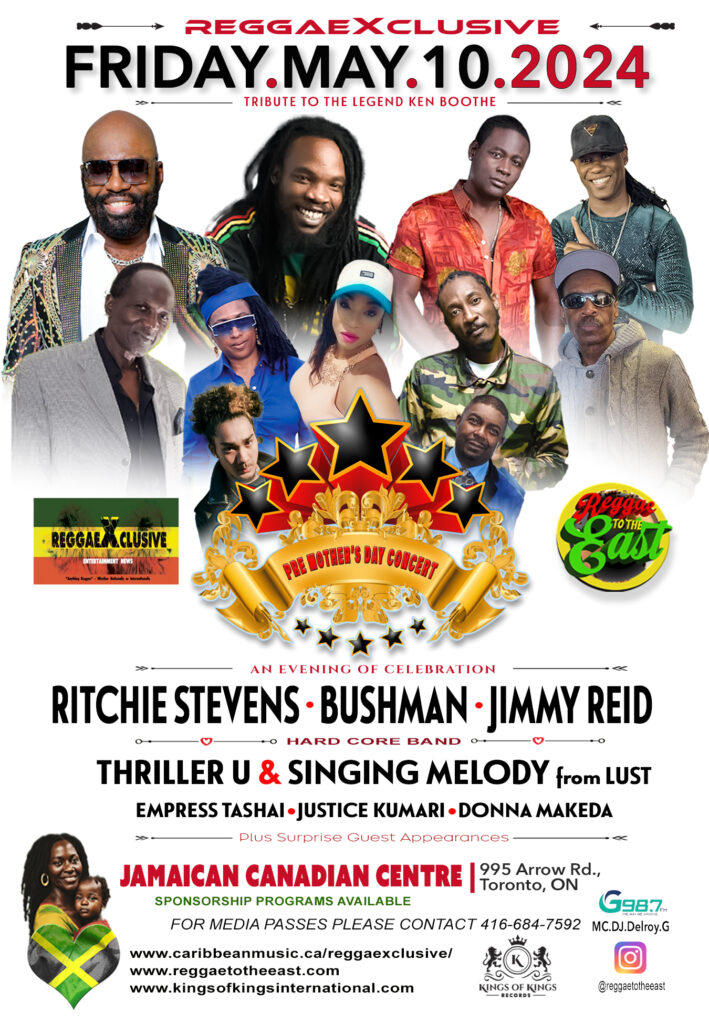 REGGAEXCLUSIVE
FRIDAY.MAY.10.2024
TRIBUTE TO THE LEGEND KEN BOOTHE
REGGAEXCLUSIVE
ENTERTAINMENT NEWS
Reggae
TO THE
East
PRE MOTHER'S DAY CONCERT
AN EVENING OF CELEBRATION
RITCHIE STEVENS • BUSHMAN • JIMMY REID
HARD CORE BAND
THRILLER U & SINGING MELODY from LUST
EMPRESS TASHAI • JUSTICE KUMARI • DONNA MAKEDA
Plus Surprise Guest Appearances
JAMAICAN CANADIAN CENTRE | 995 Arrow Rd.,
Toronto, ON
SPONSORSHIP PROGRAMS AVAILABLE
FOR MEDIA PASSES PLEASE CONTACT 416-684-7592
G98.7FM
MC.DJ.Delroy.G
www.caribbeanmusic.ca/reggaexclusive/
www.reggaetotheeast.com
www.kingsofkingsinternational.com
K
KINGS OF KINGS
RECORDS
@reggaetotheeast